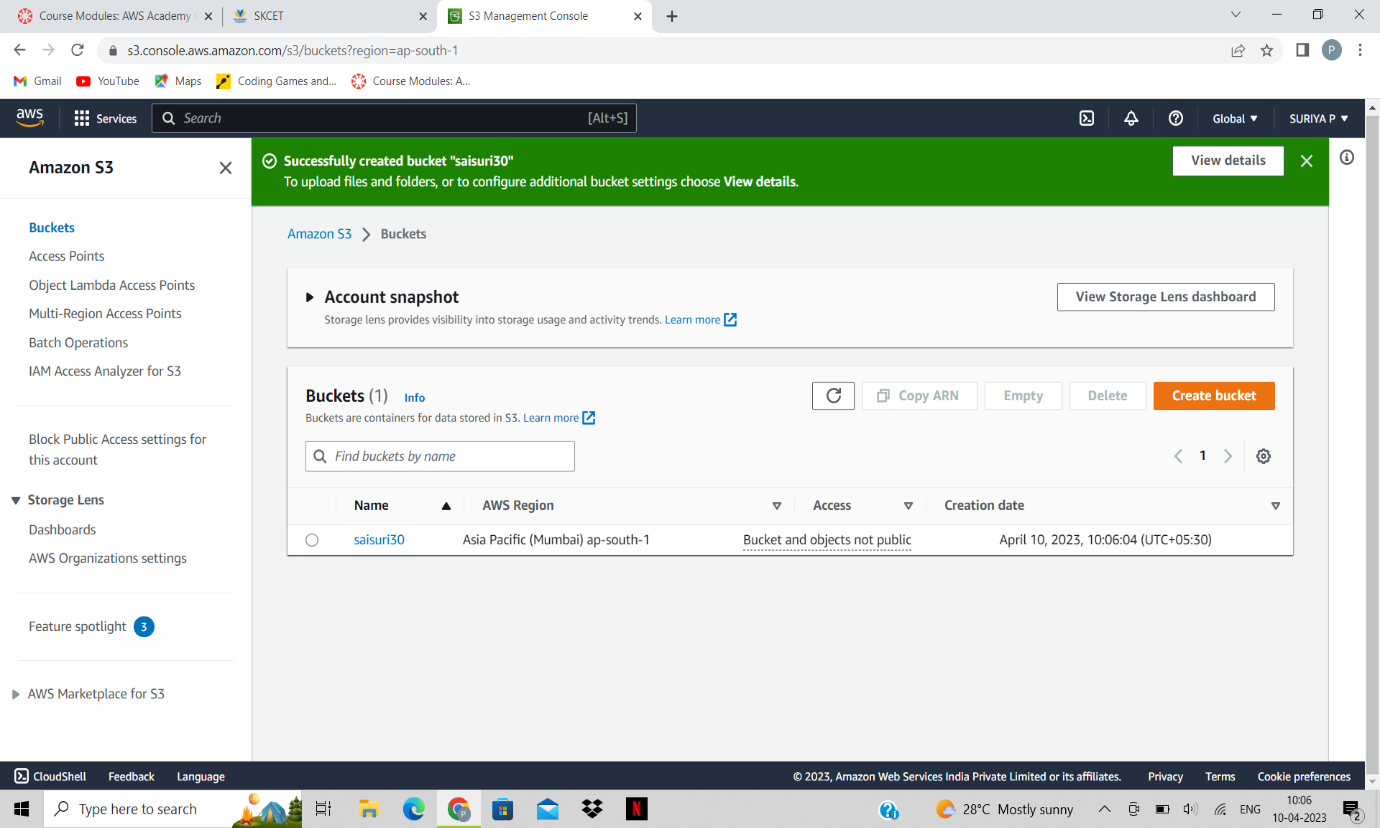 Course Modules: AWS Academy
SKCET
S3 Management Console
s3.console.aws.amazon.com/s3/buckets?region=ap-south-1
P
Gmail
YouTube
Maps
Coding Games and...
Course Modules: A...
aws
Services
Search
[Alt+S]
Global
SURIYA P
Amazon S3
Successfully created bucket "saisuri30"
To upload files and folders, or to configure additional bucket settings choose View details.
View details
Buckets
Access Points
Object Lambda Access Points
Multi-Region Access Points
Batch Operations
IAM Access Analyzer for S3
Block Public Access settings for
this account
Storage Lens
Dashboards
AWS Organizations settings
Feature spotlight 3
AWS Marketplace for S3
Amazon S3 > Buckets
Account snapshot
Storage lens provides visibility into storage usage and activity trends. Learn more
View Storage Lens dashboard
Buckets (1) Info
Buckets are containers for data stored in S3. Learn more
Copy ARN
Empty
Delete
Create bucket
Find buckets by name
1
Name AWS Region Access Creation date
saisuri30 Asia Pacific (Mumbai) ap-south-1 Bucket and objects not public April 10, 2023, 10:06:04 (UTC+05:30)
CloudShell Feedback Language
© 2023, Amazon Web Services India Private Limited or its affiliates. Privacy Terms Cookie preferences
Type here to search
N
28°C Mostly sunny
ENG
10:06
10-04-2023
2